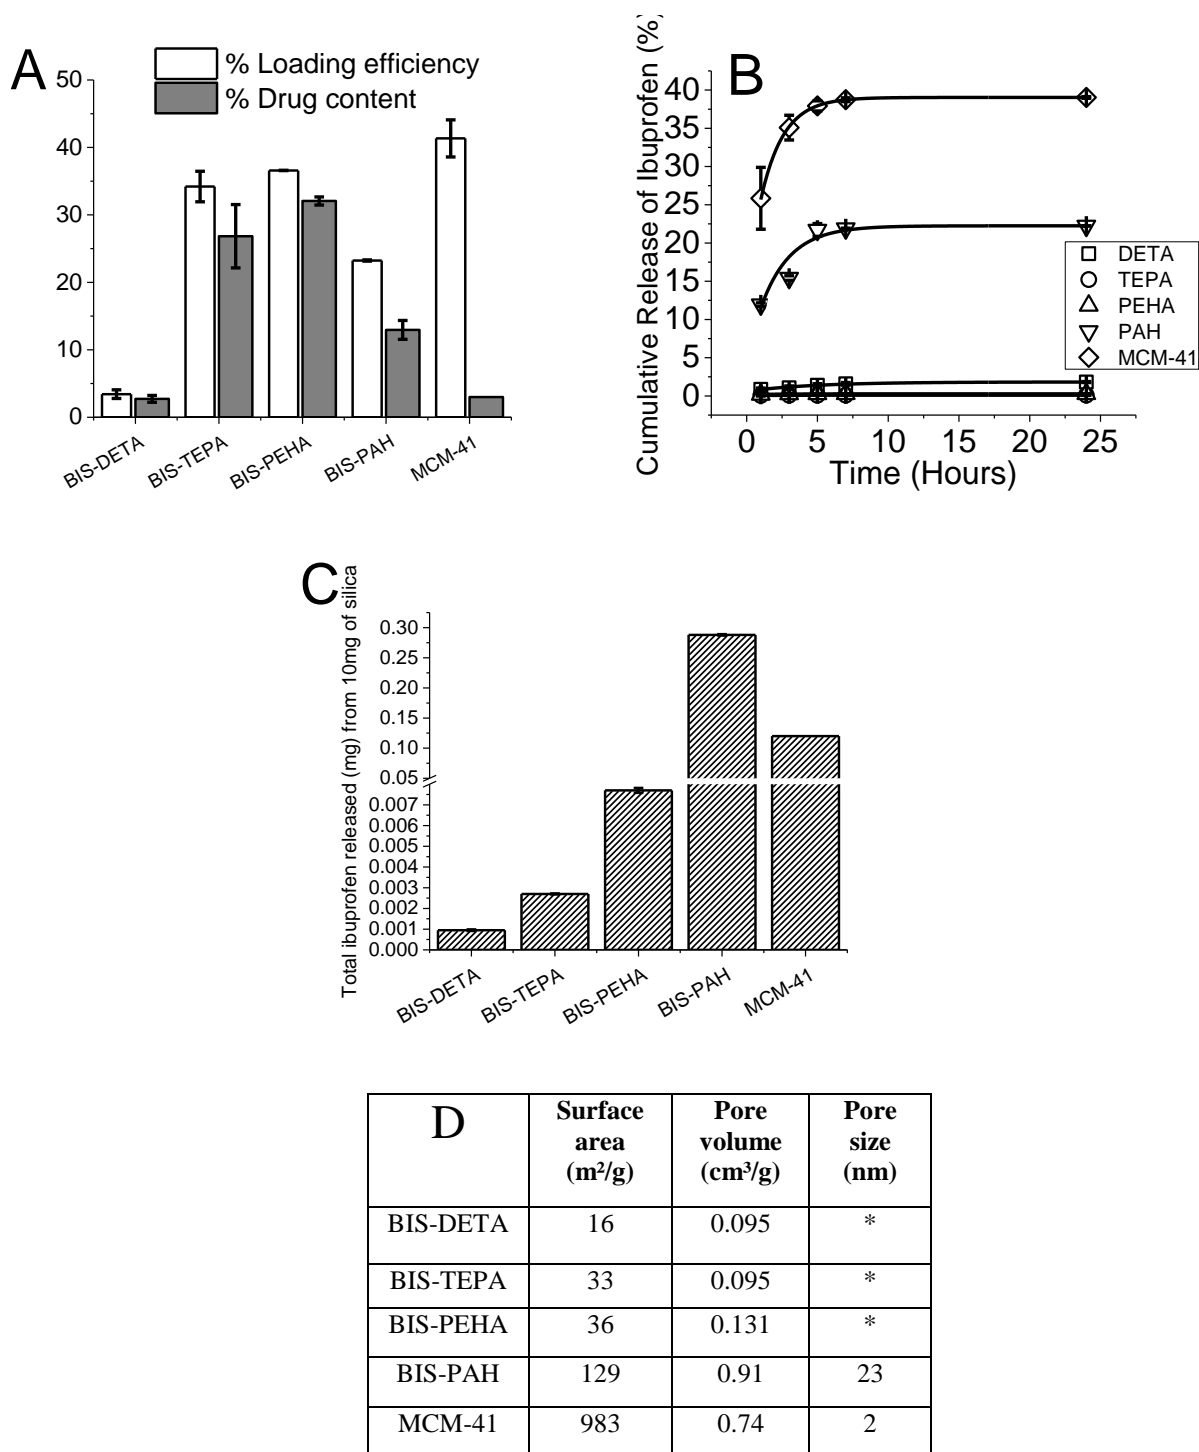 A
% Loading efficiency
% Drug content
50
40
30
20
10
0
BIS-DETA
BIS-TEPA
BIS-PEHA
BIS-PAH
MCM-41
B
Cumulative Release of Ibuprofen (%)
40
35
30
25
20
15
10
5
0
0 5 10 15 20 25
Time (Hours)
DETA
TEPA
PEHA
PAH
MCM-41
C
Total ibuprofen released (mg) from 10mg of silica
0.30
0.25
0.20
0.15
0.10
0.05
0.007
0.006
0.005
0.004
0.003
0.002
0.001
0.000
BIS-DETA
BIS-TEPA
BIS-PEHA
BIS-PAH
MCM-41
D
Surface
area
(m²/g)
Pore
volume
(cm³/g)
Pore
size
(nm)
BIS-DETA 16 0.095 *
BIS-TEPA 33 0.095 *
BIS-PEHA 36 0.131 *
BIS-PAH 129 0.91 23
MCM-41 983 0.74 2